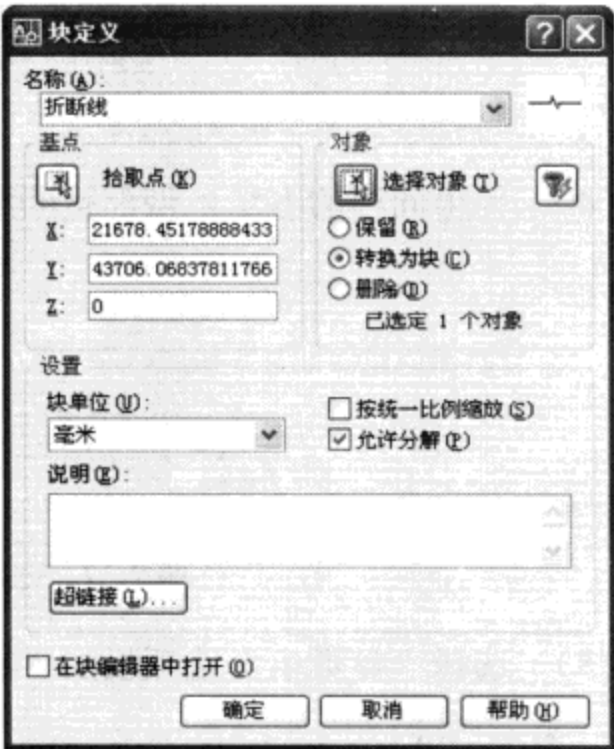 块定义
名称(A):
折断线
基点
拾取点(K)
X: 21678.45178888433
Y: 43706.06837811766
Z: 0
对象
选择对象(T)
保留(R)
转换为块(C)
删除(D)
已选定 1 个对象
设置
块单位(U):
毫米
按统一比例缩放(S)
允许分解(P)
说明(E):
超链接(L)...
在块编辑器中打开(O)
确定
取消
帮助(H)